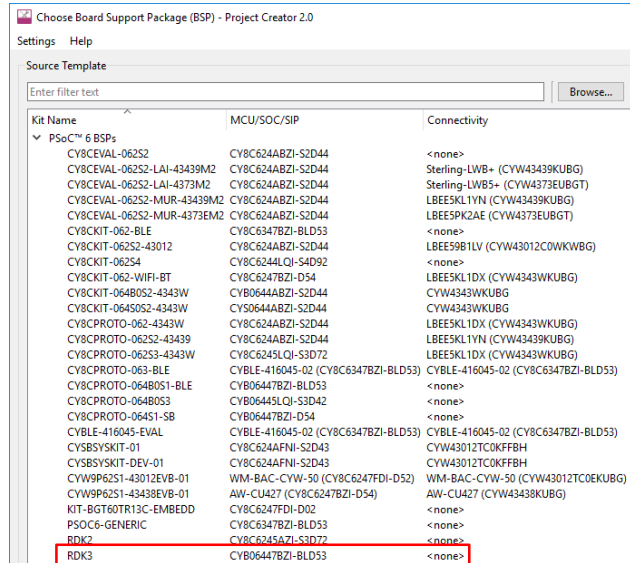 Choose Board Support Package (BSP) - Project Creator 2.0
Settings Help
Source Template
Enter filter text Browse...
Kit Name MCU/SOC/SIP Connectivity
PSoC™ 6 BSPs
CY8CEVAL-062S2 CY8C624ABZI-S2D44 <none>
CY8CEVAL-062S2-LAI-43439M2 CY8C624ABZI-S2D44 Sterling-LWB+ (CYW43439KUBG)
CY8CEVAL-062S2-LAI-4373M2 CY8C624ABZI-S2D44 Sterling-LWB5+ (CYW4373EUBGT)
CY8CEVAL-062S2-MUR-43439M2 CY8C624ABZI-S2D44 LBEE5KL1YN (CYW43439KUBG)
CY8CEVAL-062S2-MUR-4373EM2 CY8C624ABZI-S2D44 LBEE5PK2AE (CYW4373EUBGT)
CY8CKIT-062-BLE CY8C6347BZI-BLD53 <none>
CY8CKIT-062S2-43012 CY8C624ABZI-S2D44 LBEE59B1LV (CYW43012C0WKWBG)
CY8CKIT-062S4 CY8C6244LQI-S4D92 <none>
CY8CKIT-062-WIFI-BT CY8C6247BZI-D54 LBEE5KL1DX (CYW4343WKUBG)
CY8CKIT-064B0S2-4343W CYB0644ABZI-S2D44 CYW4343WKUBG
CY8CKIT-064S0S2-4343W CYS0644ABZI-S2D44 CYW4343WKUBG
CY8CPROTO-062-4343W CY8C624ABZI-S2D44 LBEE5KL1DX (CYW4343WKUBG)
CY8CPROTO-062S2-43439 CY8C624ABZI-S2D44 LBEE5KL1YN (CYW43439KUBG)
CY8CPROTO-062S3-4343W CY8C6245LQI-S3D72 LBEE5KL1DX (CYW4343WKUBG)
CY8CPROTO-063-BLE CYBLE-416045-02 (CY8C6347BZI-BLD53) CYBLE-416045-02 (CY8C6347BZI-BLD53)
CY8CPROTO-064B0S1-BLE CYB06447BZI-BLD53 <none>
CY8CPROTO-064B0S3 CYB06445LQI-S3D42 <none>
CY8CPROTO-064S1-SB CYB06447BZI-D54 <none>
CYBLE-416045-EVAL CYBLE-416045-02 (CY8C6347BZI-BLD53) CYBLE-416045-02 (CY8C6347BZI-BLD53)
CYSBSYSKIT-01 CY8C624AFNI-S2D43 CYW43012TC0KFFBH
CYSBSYSKIT-DEV-01 CY8C624AFNI-S2D43 CYW43012TC0KFFBH
CYW9P62S1-43012EVB-01 WM-BAC-CYW-50 (CY8C6247FDI-D52) WM-BAC-CYW-50 (CYW43012TC0EKUBG)
CYW9P62S1-43438EVB-01 AW-CU427 (CY8C6247BZI-D54) AW-CU427 (CYW43438KUBG)
KIT-BGT60TR13C-EMBEDD CY8C6247FDI-D02 <none>
PSOC6-GENERIC CY8C6347BZI-BLD53 <none>
RDK2 CY8C6245AZI-S3D72 <none>
RDK3 CYB06447BZI-BLD53 <none>